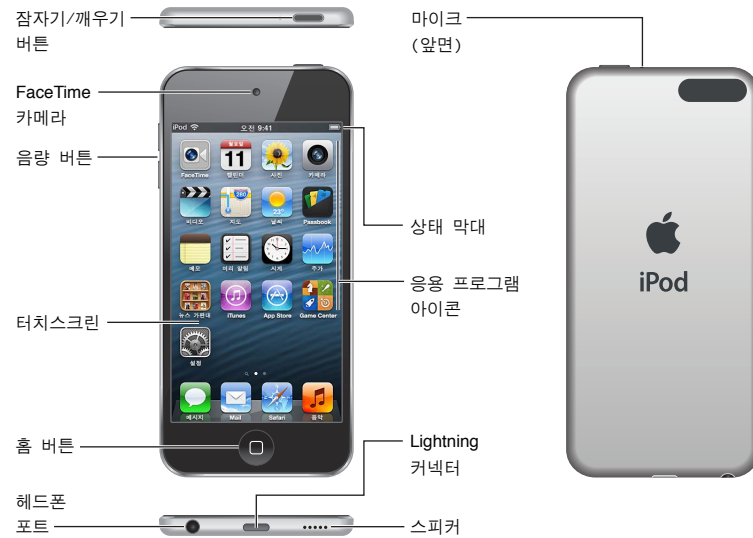 잠자기/깨우기
버튼
마이크
(앞면)
FaceTime
카메라
음량 버튼
iPod
오전 9:41
월요일
11
280
FaceTime
캘린더
사진
카메라
23°
비디오
지도
날씨
Passbook
메모
미리 알림
시계
주가
뉴스 가판대
iTunes
App Store
Game Center
설정
메시지
Mail
Safari
음악
상태 막대
응용 프로그램
아이콘
터치스크린
홈 버튼
Lightning
커넥터
헤드폰
포트
스피커
iPod